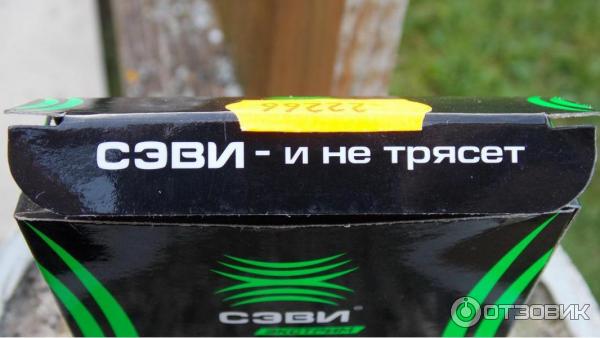 22266
СЭВИ - и не трясет
СЭВИ®
ЭКСТРИМ
ОТЗОВИК